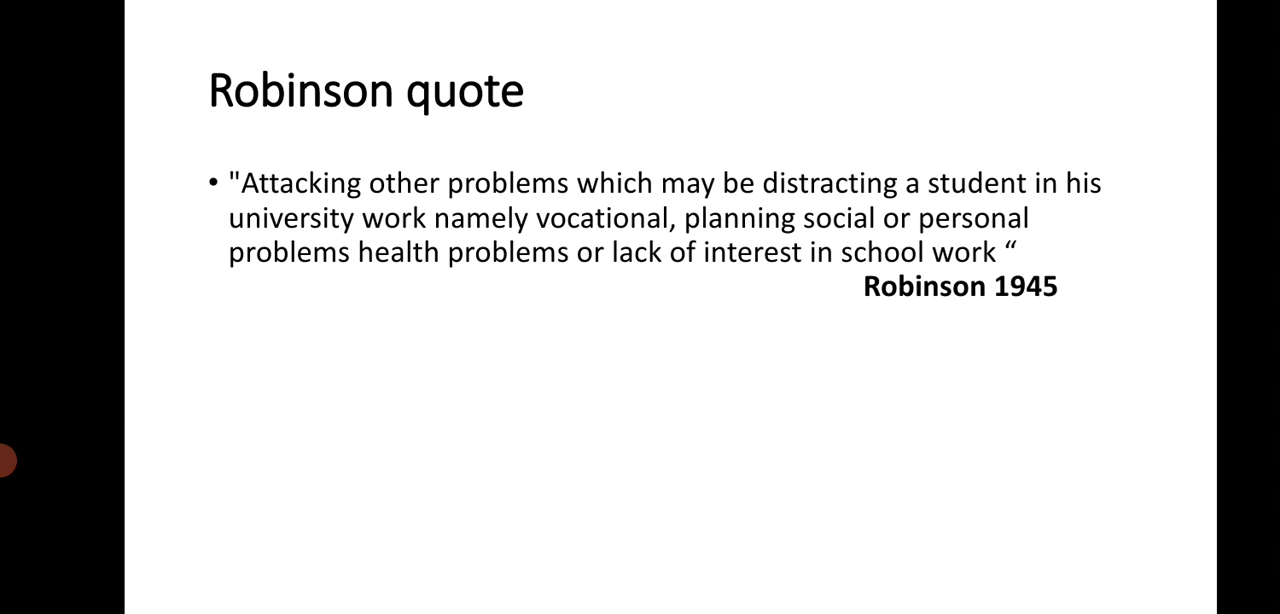 Robinson quote
• "Attacking other problems which may be distracting a student in his
university work namely vocational, planning social or personal
problems health problems or lack of interest in school work “
Robinson 1945